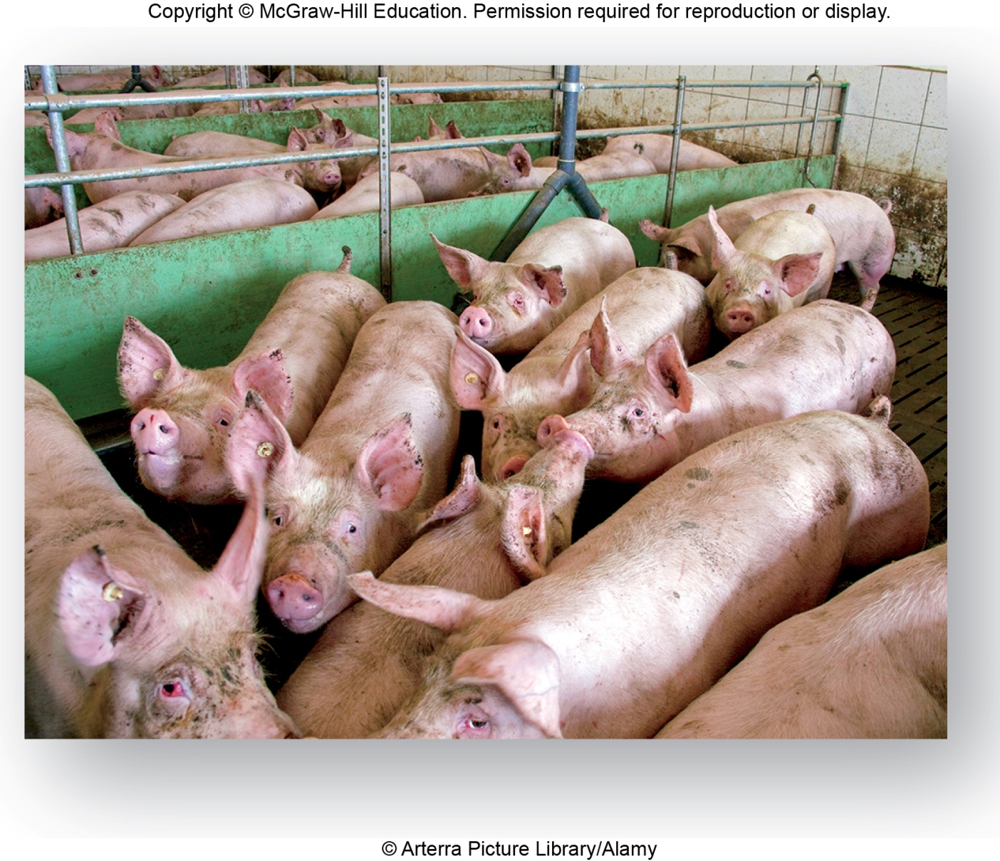 Copyright © McGraw-Hill Education. Permission required for reproduction or display.
© Arterra Picture Library/Alamy